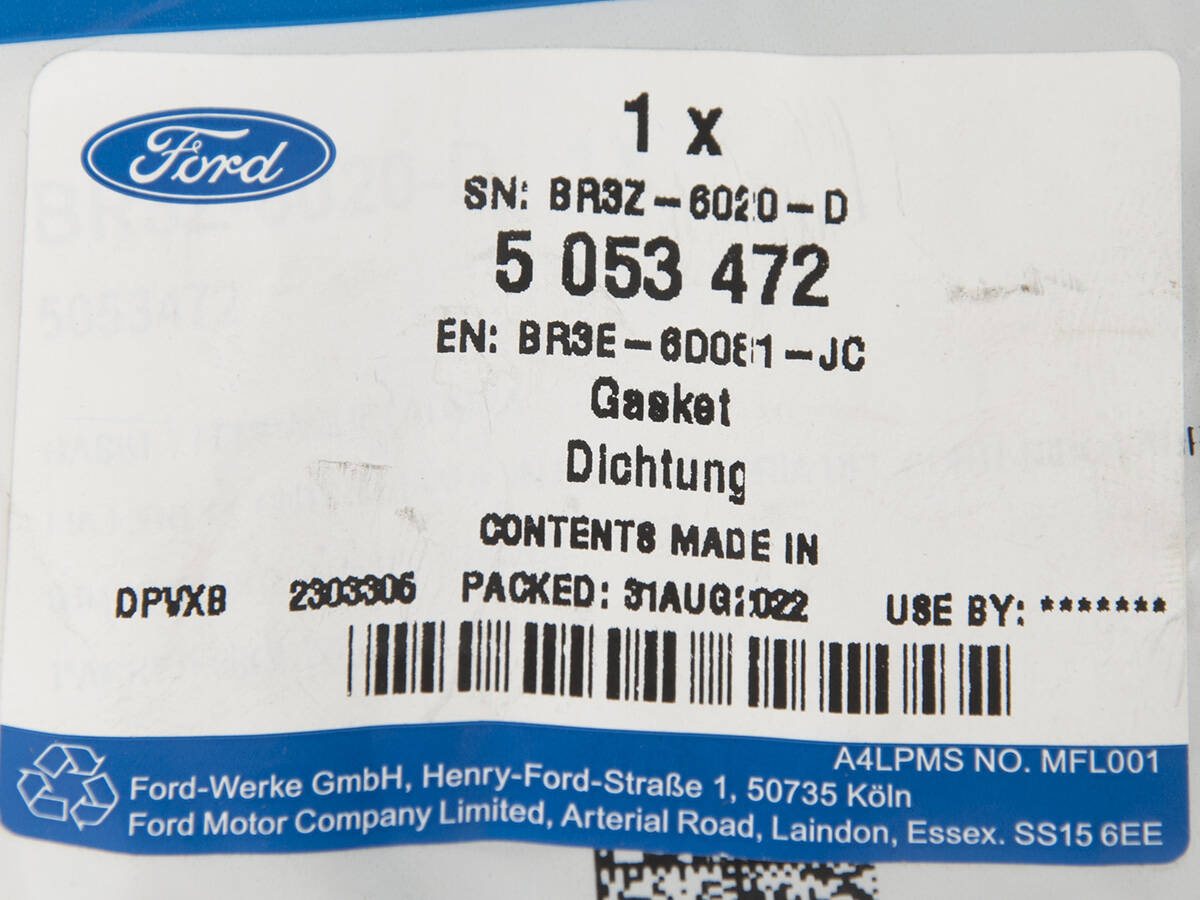 Ford
1 x
SN: BR3Z-6020-D
5 053 472
EN: BR3E-6D081-JC
Gasket
Dichtung
CONTENTS MADE IN
DPVXB 2303306 PACKED: 31AUG2022 USE BY: *******
A4LPMS NO. MFL001
Ford-Werke GmbH, Henry-Ford-Straße 1, 50735 Köln
Ford Motor Company Limited, Arterial Road, Laindon, Essex. SS15 6EE